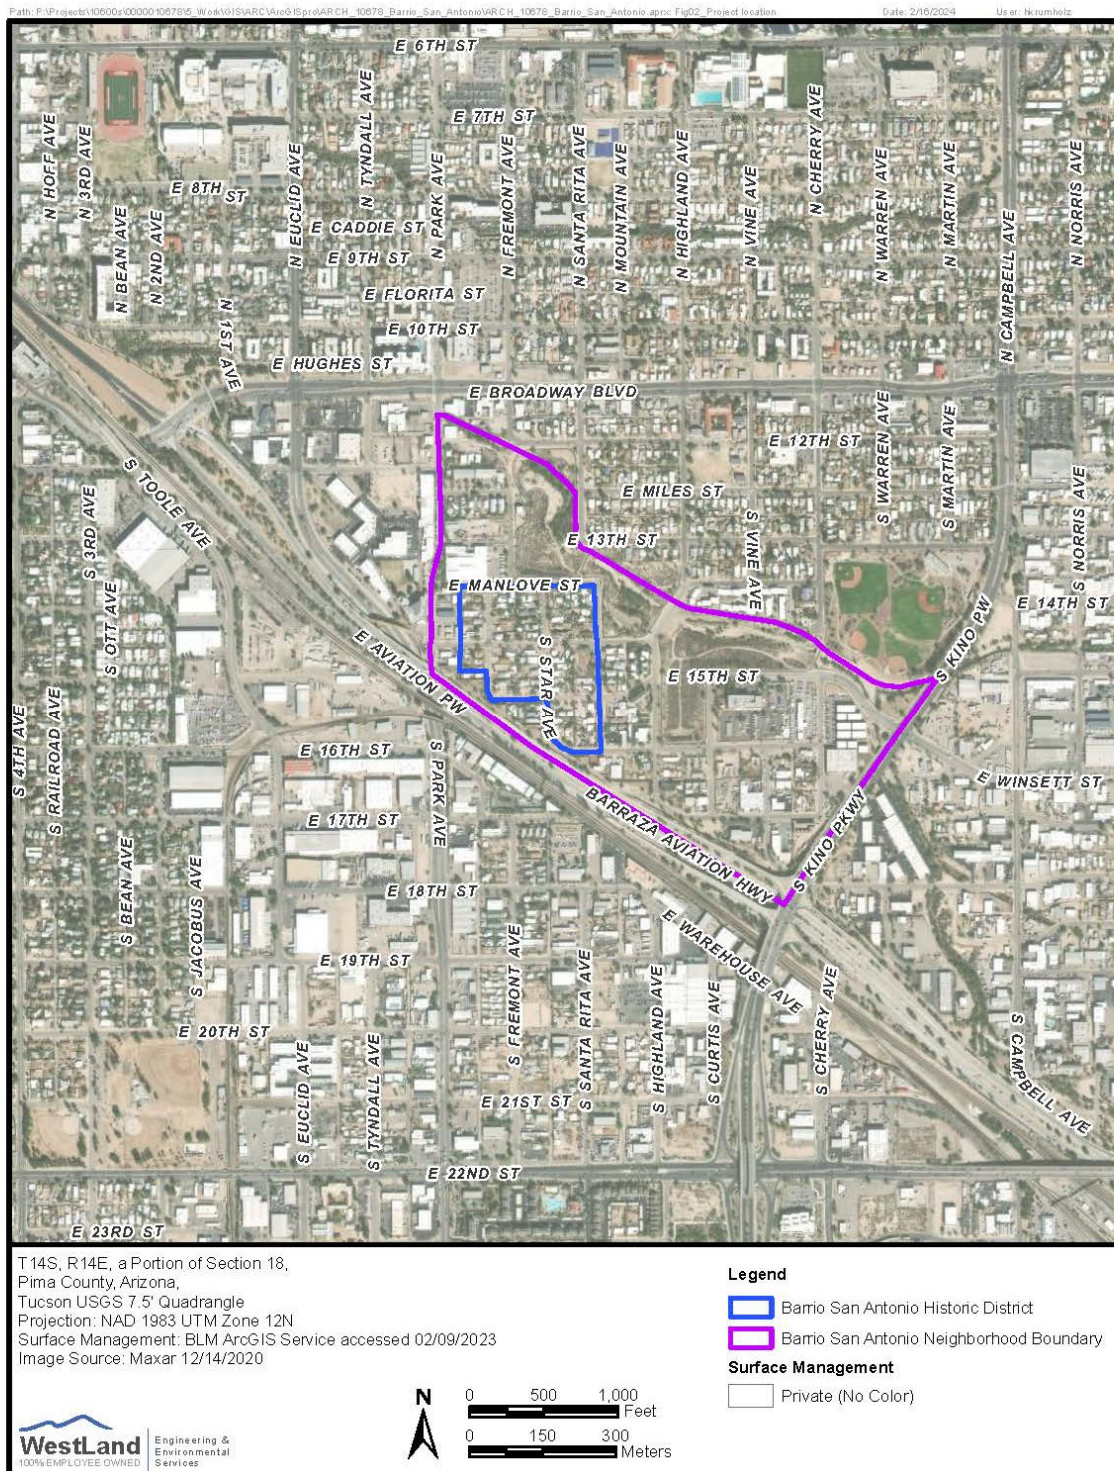 Path: P:\Projects\10600s\0000010678\5_Work\GIS\ARC\ArcGISpro\ARCH_10678_Barrio_San_Antonio\ARCH_10678_Barrio_San_Antonio.aprx: Fig02_Project location
Date: 2/16/2024
User: hkrumholz
E 6TH ST
E 7TH ST
E 8TH ST
N HOFF AVE
N 3RD AVE
N BEAN AVE
N 2ND AVE
N 1ST AVE
N EUCLID AVE
N TYNDALL AVE
N PARK AVE
N FREMONT AVE
N SANTA RITA AVE
N MOUNTAIN AVE
N HIGHLAND AVE
N VINE AVE
N CHERRY AVE
N WARREN AVE
N MARTIN AVE
N CAMPBELL AVE
N NORRIS AVE
E CADDIE ST
E 9TH ST
E FLORITA ST
E 10TH ST
E HUGHES ST
E BROADWAY BLVD
E 12TH ST
S WARREN AVE
S MARTIN AVE
S NORRIS AVE
E MILES ST
E 13TH ST
S VINE AVE
S TOOLE AVE
S 3RD AVE
S OTT AVE
E MANLOVE ST
S STAR AVE
E 14TH ST
S KINO PW
E 15TH ST
E AVIATION PW
S 4TH AVE
S RAILROAD AVE
E 16TH ST
S PARK AVE
E WINSETT ST
BARRAZA AVIATION HWY
S KINO PKWY
E 17TH ST
E 18TH ST
S BEAN AVE
S JACOBUS AVE
E WAREHOUSE AVE
E 19TH ST
S FREMONT AVE
S SANTA RITA AVE
S HIGHLAND AVE
S CURTIS AVE
S CHERRY AVE
S CAMPBELL AVE
E 20TH ST
S EUCLID AVE
S TYNDALL AVE
E 21ST ST
E 22ND ST
E 23RD ST
T14S, R14E, a Portion of Section 18,
Pima County, Arizona,
Tucson USGS 7.5' Quadrangle
Projection: NAD 1983 UTM Zone 12N
Surface Management: BLM ArcGIS Service accessed 02/09/2023
Image Source: Maxar 12/14/2020
WestLand
100% EMPLOYEE OWNED
Engineering &
Environmental
Services
N
0 500 1,000
Feet
0 150 300
Meters
Legend
Barrio San Antonio Historic District
Barrio San Antonio Neighborhood Boundary
Surface Management
Private (No Color)